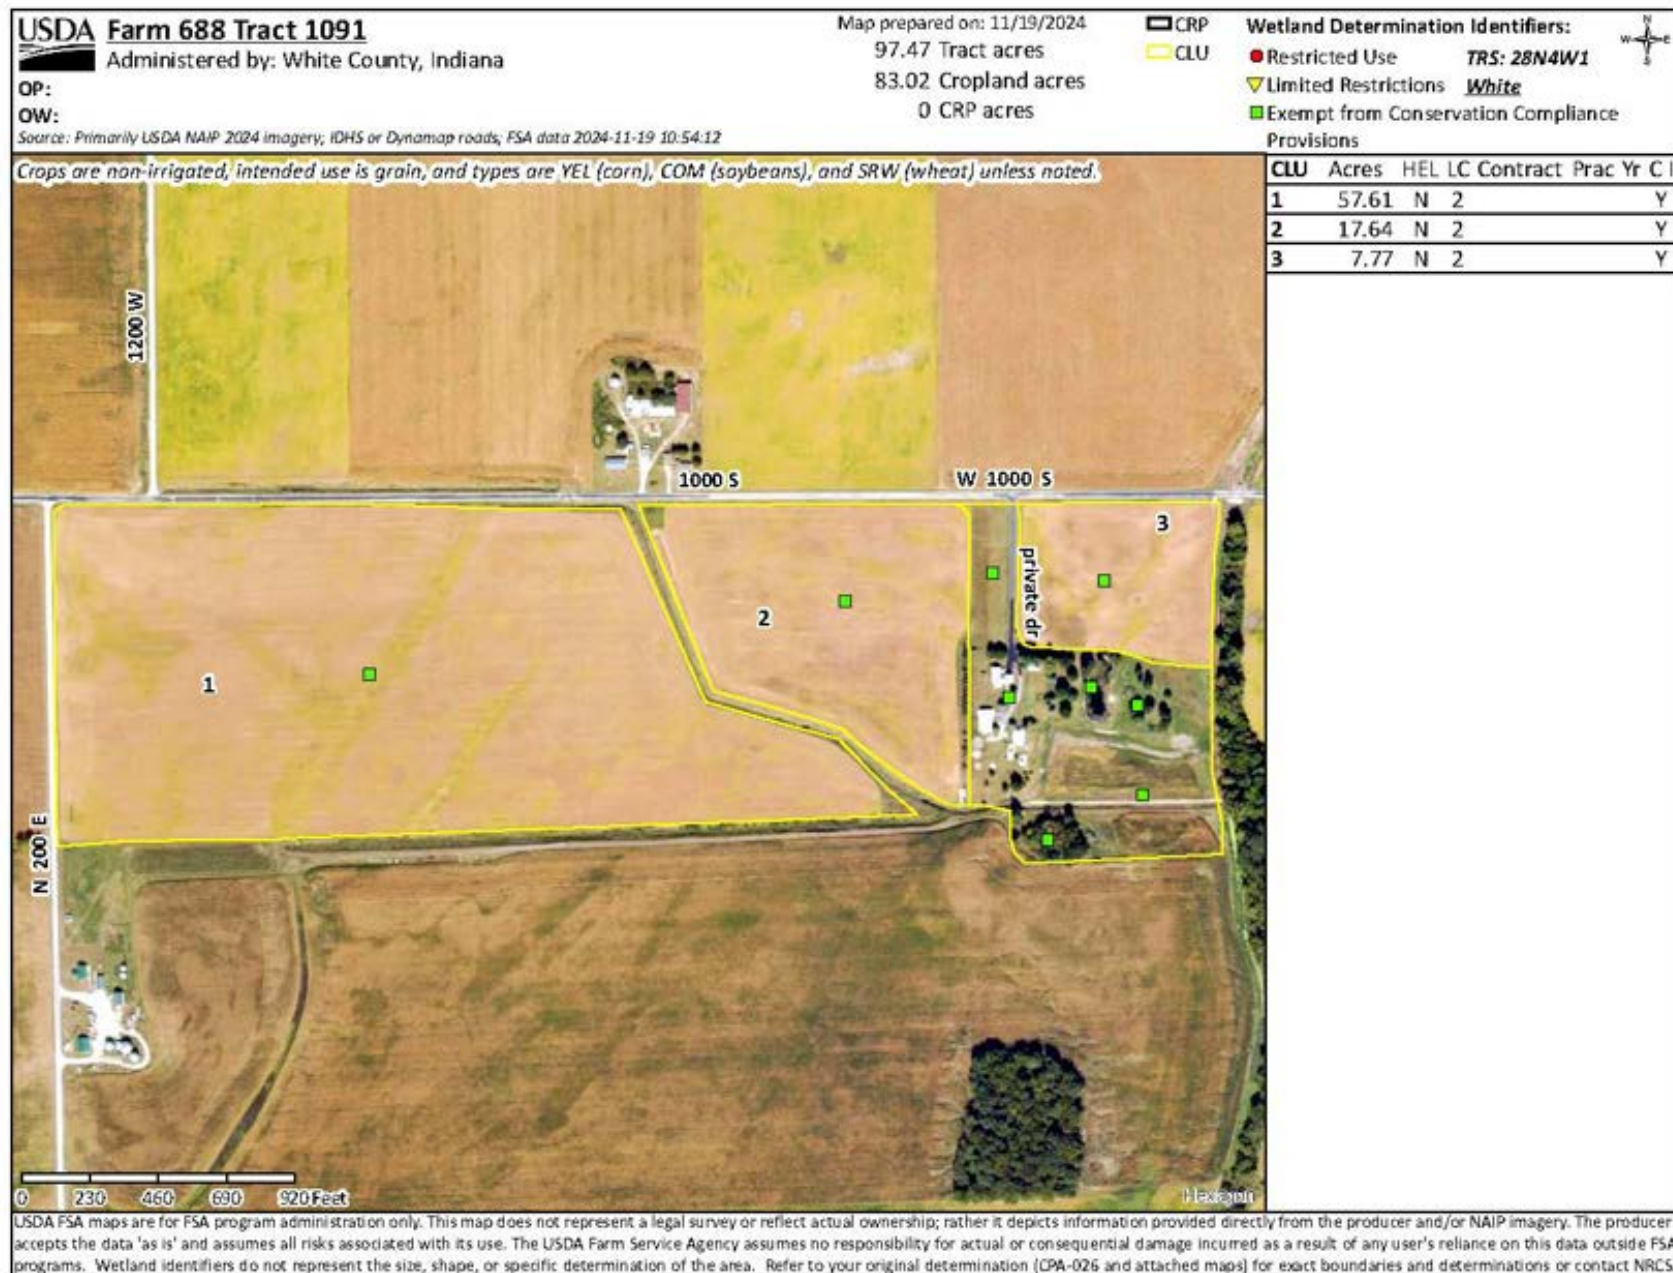 USDA Farm 688 Tract 1091
Administered by: White County, Indiana
OP:
OW:
Source: Primarily USDA NAIP 2024 imagery; IDHS or Dynamap roads; FSA data 2024-11-19 10:54:12
Map prepared on: 11/19/2024
97.47 Tract acres
83.02 Cropland acres
0 CRP acres
CRP
CLU
Wetland Determination Identifiers:
Restricted Use
TRS: 28N4W1
Limited Restrictions
White
Exempt from Conservation Compliance
Provisions
N
W E
S
Crops are non-irrigated, intended use is grain, and types are YEL (corn), COM (soybeans), and SRW (wheat) unless noted.
CLU Acres HEL LC Contract Prac Yr C I
1 57.61 N 2 Y
2 17.64 N 2 Y
3 7.77 N 2 Y
1200 W
1000 S
W 1000 S
3
private dr
2
1
N 200 E
0 230 460 690 920 Feet
Hexagon
USDA FSA maps are for FSA program administration only. This map does not represent a legal survey or reflect actual ownership; rather it depicts information provided directly from the producer and/or NAIP imagery. The producer
accepts the data 'as is' and assumes all risks associated with its use. The USDA Farm Service Agency assumes no responsibility for actual or consequential damage incurred as a result of any user's reliance on this data outside FSA
programs. Wetland identifiers do not represent the size, shape, or specific determination of the area. Refer to your original determination (CPA-026 and attached maps) for exact boundaries and determinations or contact NRCS.